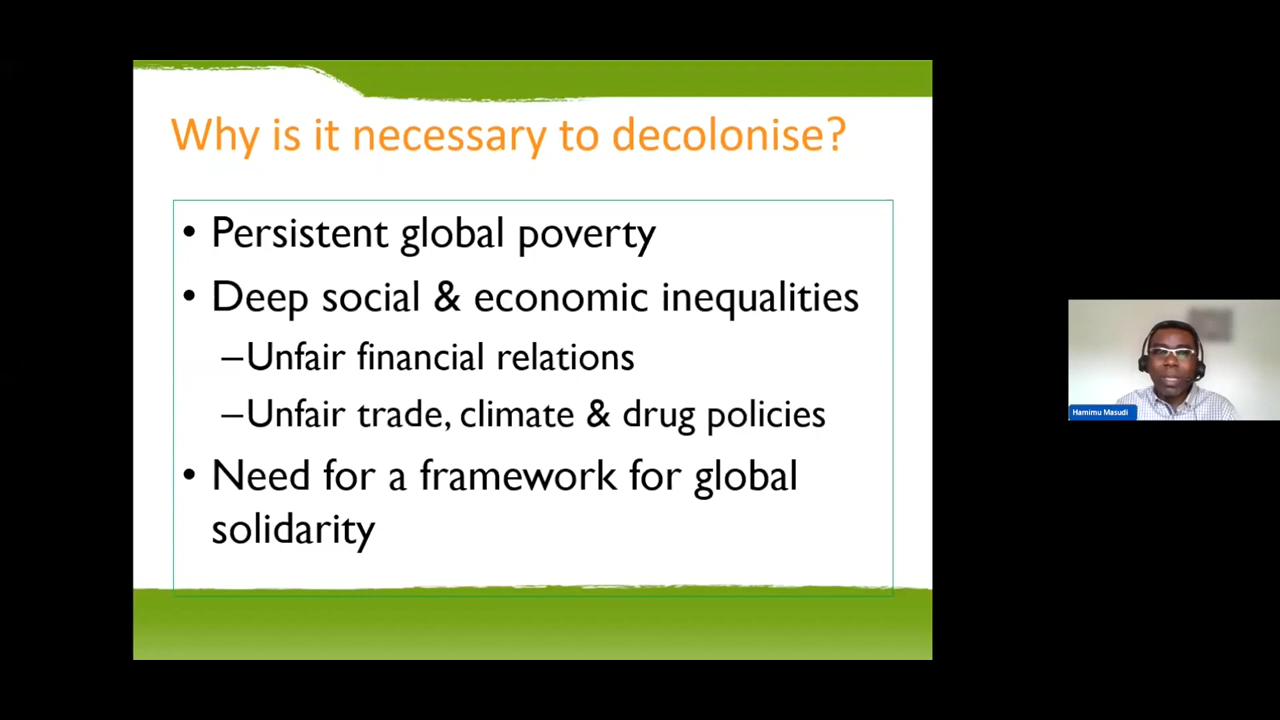 Why is it necessary to decolonise?
• Persistent global poverty
• Deep social & economic inequalities
–Unfair financial relations
–Unfair trade, climate & drug policies
• Need for a framework for global
solidarity
Hamimu Masudi